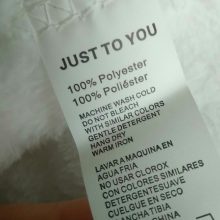 JUST TO YOU
100% Polyester
100% Poliéster
MACHINE WASH COLD
DO NOT BLEACH
WITH SIMILAR COLORS
GENTLE DETERGENT
HANG DRY
WARM IRON
LAVAR A MAQUINA EN
AGUA FRIA
NO USAR CLOROX
CON COLORES SIMILARES
DETERGENTE SUAVE
CUELGUE EN SECO